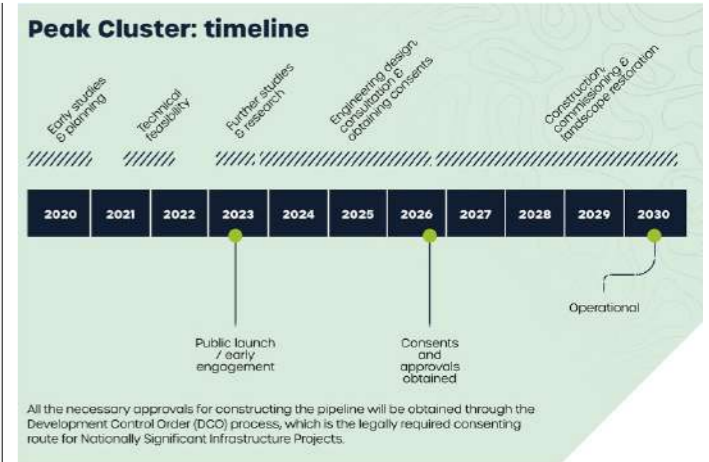 Peak Cluster: timeline
Early studies
& planning
Technical
feasibility
Further studies
& research
Engineering design,
consultation &
obtaining consents
Construction,
commissioning &
landscape restoration
2020 2021 2022 2023 2024 2025 2026 2027 2028 2029 2030
Public launch
/ early
engagement
Consents
and
approvals
obtained
Operational
All the necessary approvals for constructing the pipeline will be obtained through the
Development Control Order (DCO) process, which is the legally required consenting
route for Nationally Significant Infrastructure Projects.